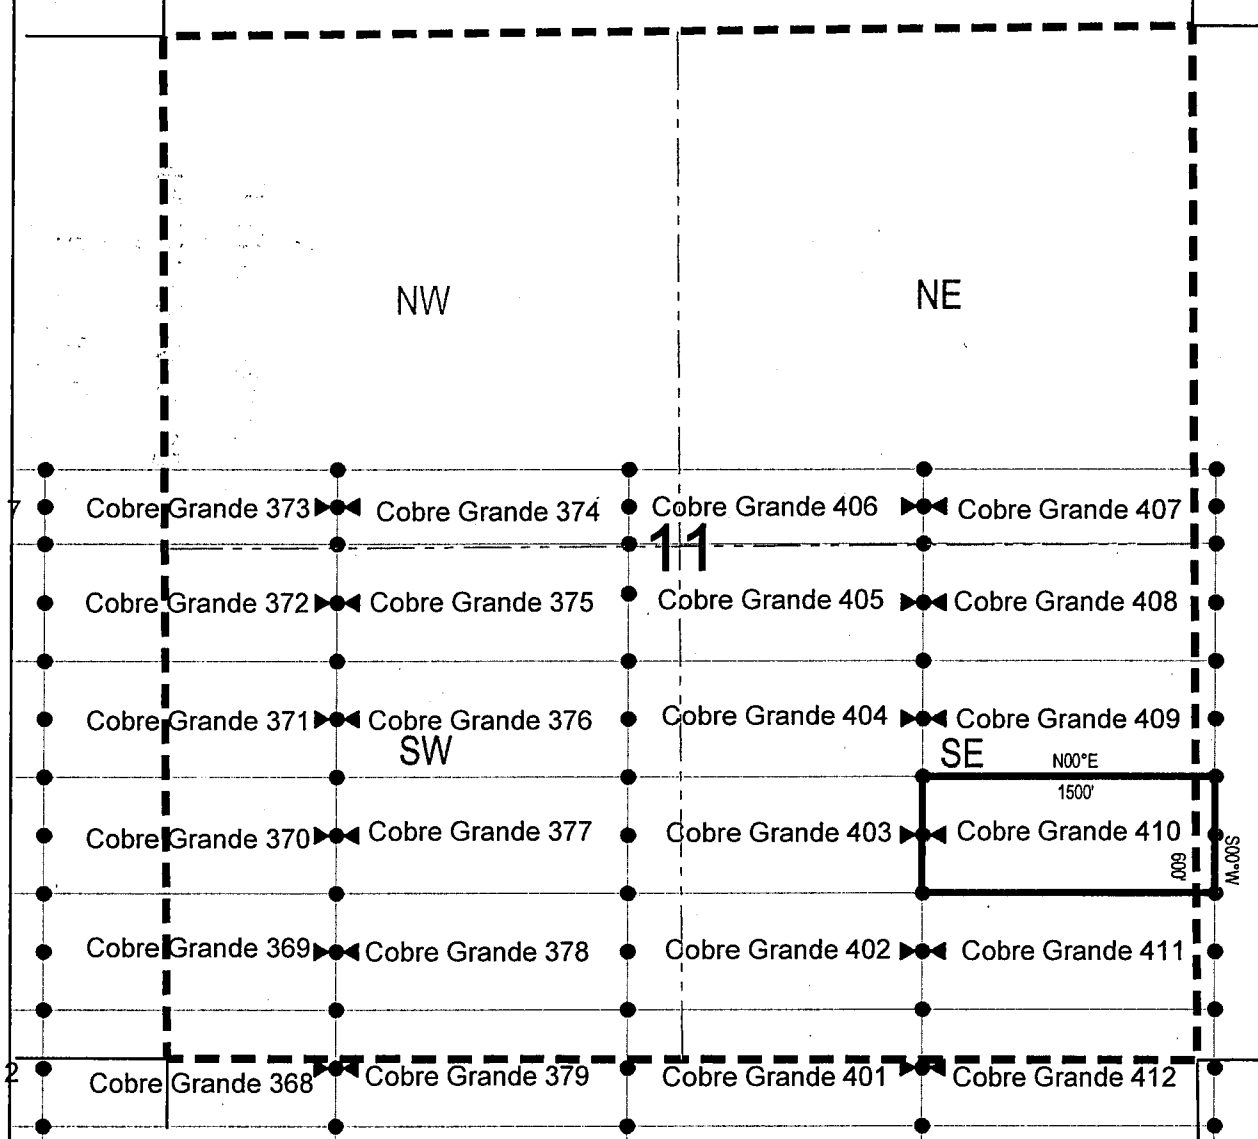 NW
NE
7
Cobre Grande 373
Cobre Grande 374
Cobre Grande 406
Cobre Grande 407
11
Cobre Grande 372
Cobre Grande 375
Cobre Grande 405
Cobre Grande 408
Cobre Grande 371
Cobre Grande 376
Cobre Grande 404
Cobre Grande 409
SW
SE
N00°E
1500'
Cobre Grande 370
Cobre Grande 377
Cobre Grande 403
Cobre Grande 410
600'
S00°W
Cobre Grande 369
Cobre Grande 378
Cobre Grande 402
Cobre Grande 411
2
Cobre Grande 368
Cobre Grande 379
Cobre Grande 401
Cobre Grande 412